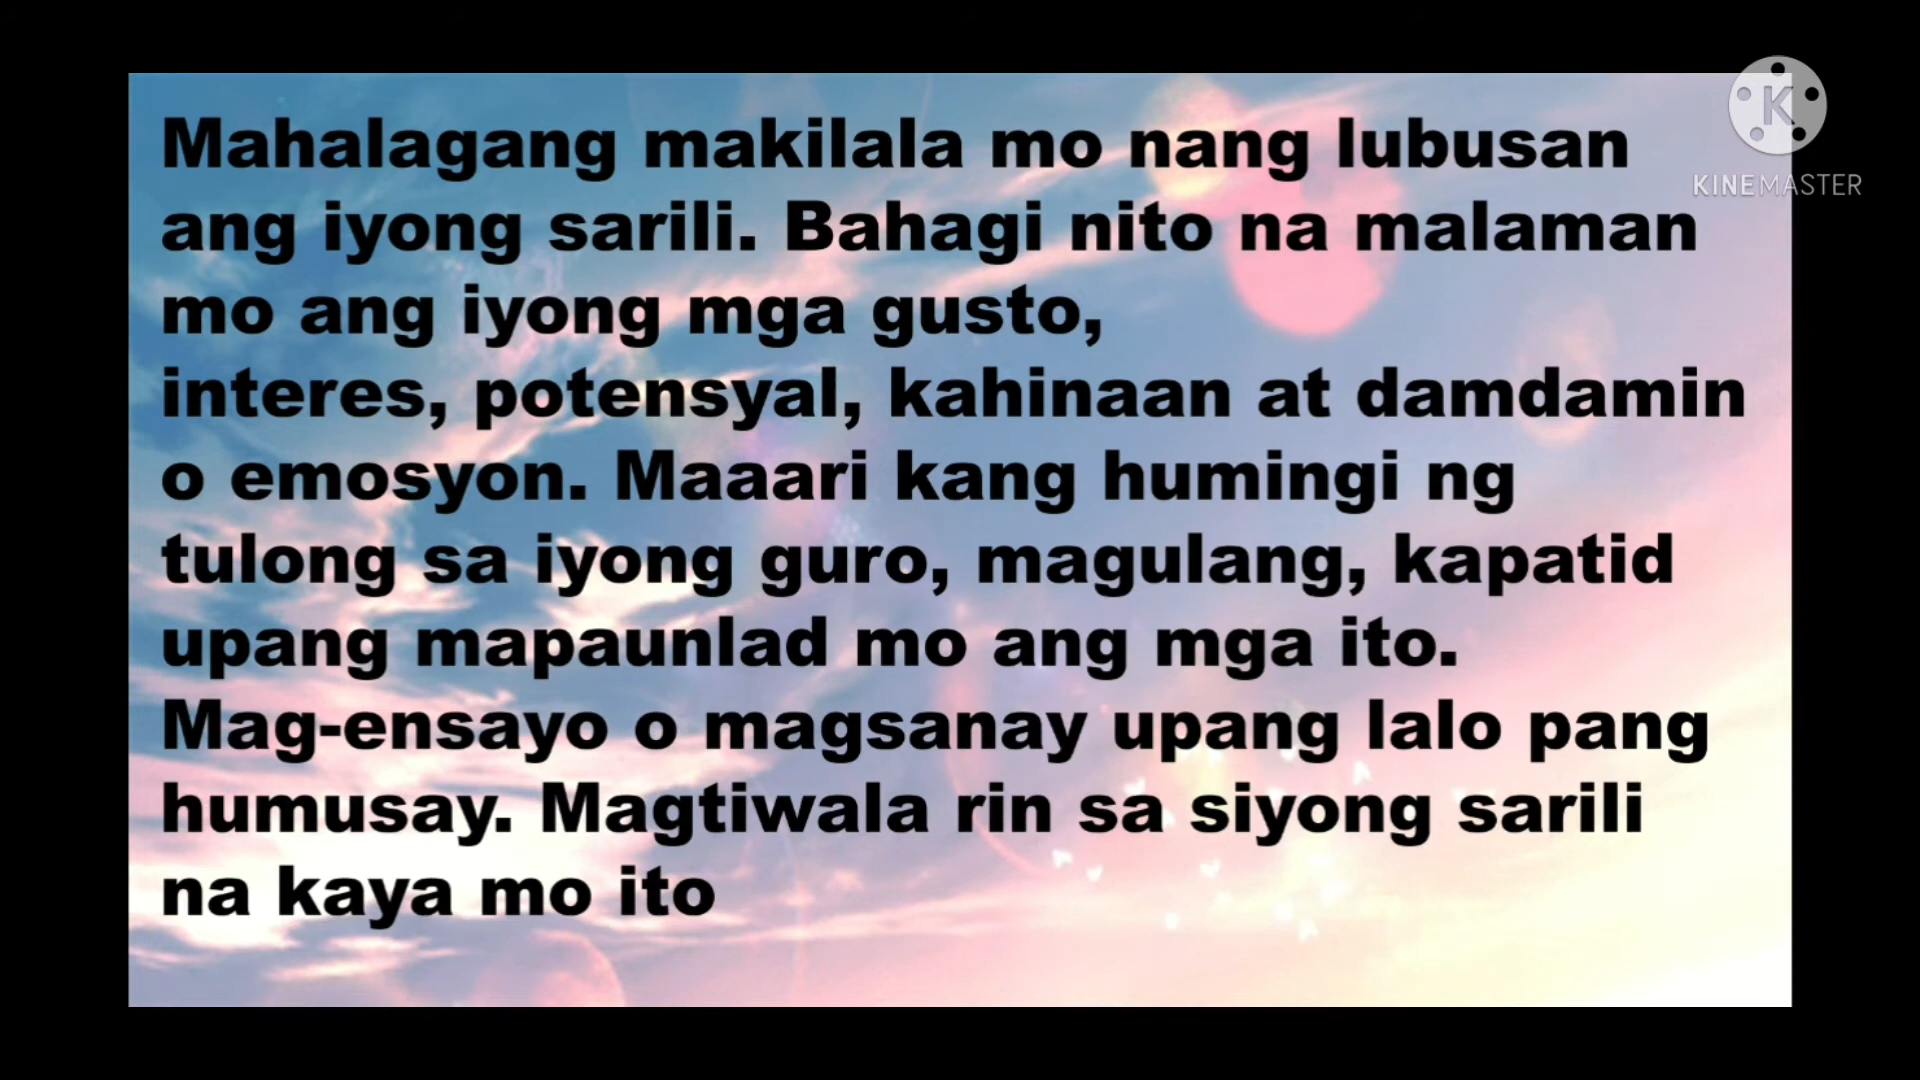 Mahalagang makilala mo nang lubusan
ang iyong sarili. Bahagi nito na malaman
mo ang iyong mga gusto,
interes, potensyal, kahinaan at damdamin
o emosyon. Maaari kang humingi ng
tulong sa iyong guro, magulang, kapatid
upang mapaunlad mo ang mga ito.
Mag-ensayo o magsanay upang lalo pang
humusay. Magtiwala rin sa siyong sarili
na kaya mo ito
K
KINEMASTER